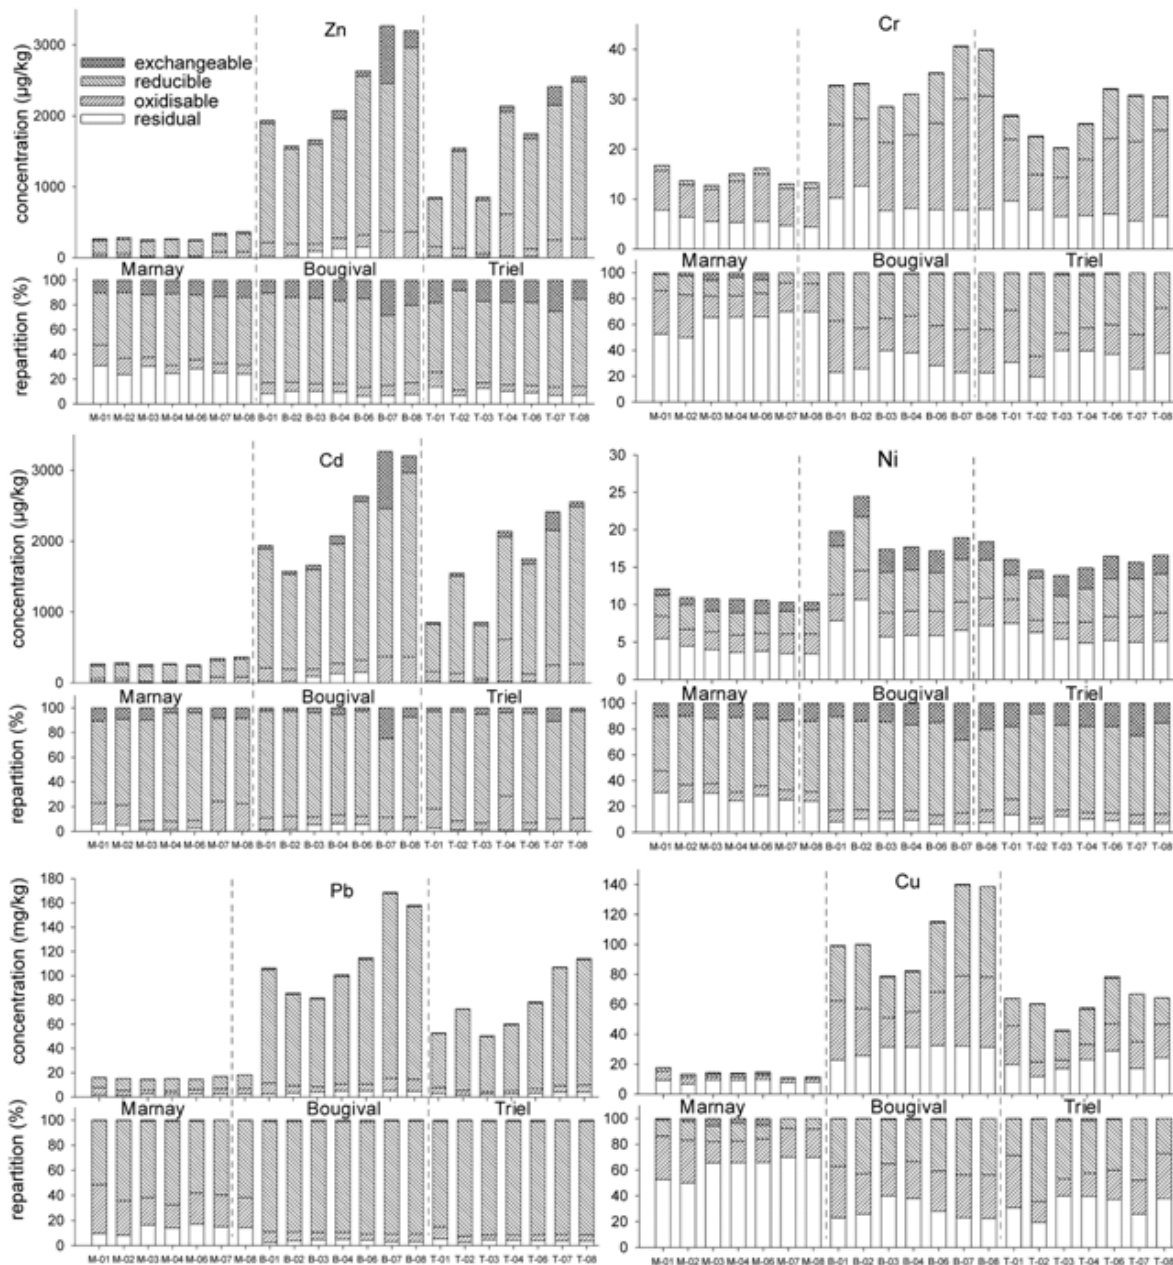 Zn
concentration (µg/kg)
3000
2000
1000
0
exchangeable
reducible
oxidisable
residual
Marnay Bougival Triel
repartition (%)
100
80
60
40
20
0
M-01 M-02 M-03 M-04 M-06 M-07 M-08 B-01 B-02 B-03 B-04 B-06 B-07 B-08 T-01 T-02 T-03 T-04 T-06 T-07 T-08
Cr
40
30
20
10
0
Marnay Bougival Triel
100
80
60
40
20
0
M-01 M-02 M-03 M-04 M-06 M-07 M-08 B-01 B-02 B-03 B-04 B-06 B-07 B-08 T-01 T-02 T-03 T-04 T-06 T-07 T-08
Cd
concentration (µg/kg)
3000
2000
1000
0
Marnay Bougival Triel
repartition (%)
100
80
60
40
20
0
M-01 M-02 M-03 M-04 M-06 M-07 M-08 B-01 B-02 B-03 B-04 B-06 B-07 B-08 T-01 T-02 T-03 T-04 T-06 T-07 T-08
Ni
30
25
20
15
10
5
0
Marnay Bougival Triel
100
80
60
40
20
0
M-01 M-02 M-03 M-04 M-06 M-07 M-08 B-01 B-02 B-03 B-04 B-06 B-07 B-08 T-01 T-02 T-03 T-04 T-06 T-07 T-08
Pb
concentration (mg/kg)
180
160
140
120
100
80
60
40
20
0
Marnay Bougival Triel
repartition (%)
100
80
60
40
20
0
M-01 M-02 M-03 M-04 M-06 M-07 M-08 B-01 B-02 B-03 B-04 B-06 B-07 B-08 T-01 T-02 T-03 T-04 T-06 T-07 T-08
Cu
140
120
100
80
60
40
20
0
Marnay Bougival Triel
100
80
60
40
20
0
M-01 M-02 M-03 M-04 M-06 M-07 M-08 B-01 B-02 B-03 B-04 B-06 B-07 B-08 T-01 T-02 T-03 T-04 T-06 T-07 T-08